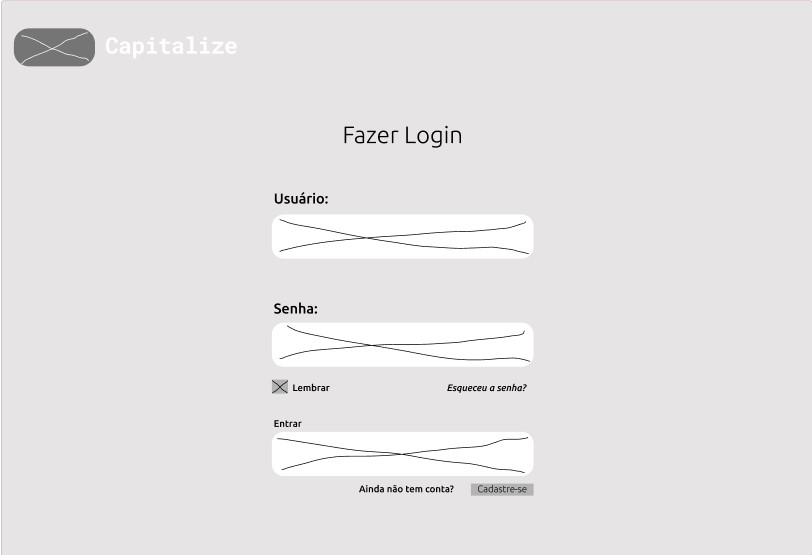 Capitalize
Fazer Login
Usuário:
Senha:
Lembrar Esqueceu a senha?
Entrar
Ainda não tem conta? Cadastre-se